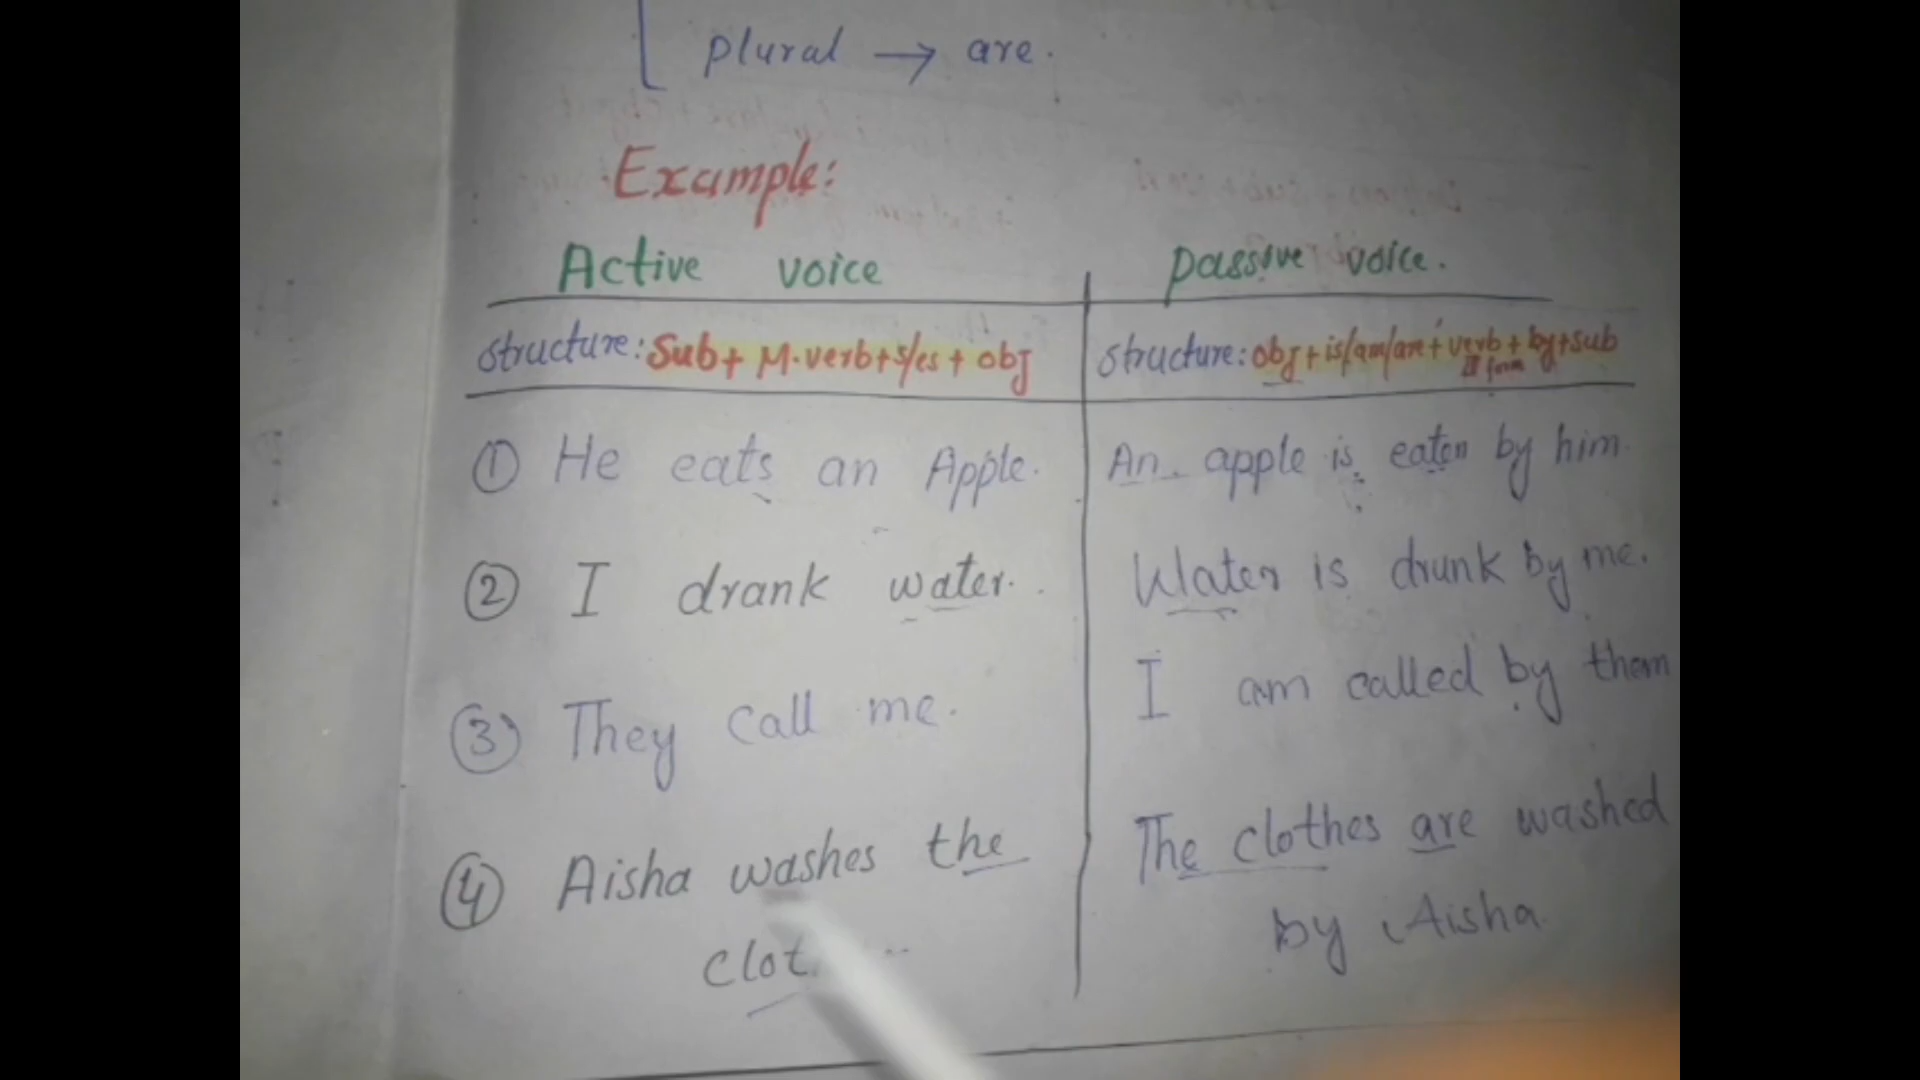 plural → are.
Example:
Active voice
passive voice.
structure: Sub + M.verb + s/es + obj
structure: obj + is/am/are + verb + by + sub
III form
① He eats an Apple.
An apple is eaten by him.
② I drank water.
Water is drunk by me.
③ They call me.
I am called by them
④ Aisha washes the
The clothes are washed
by Aisha